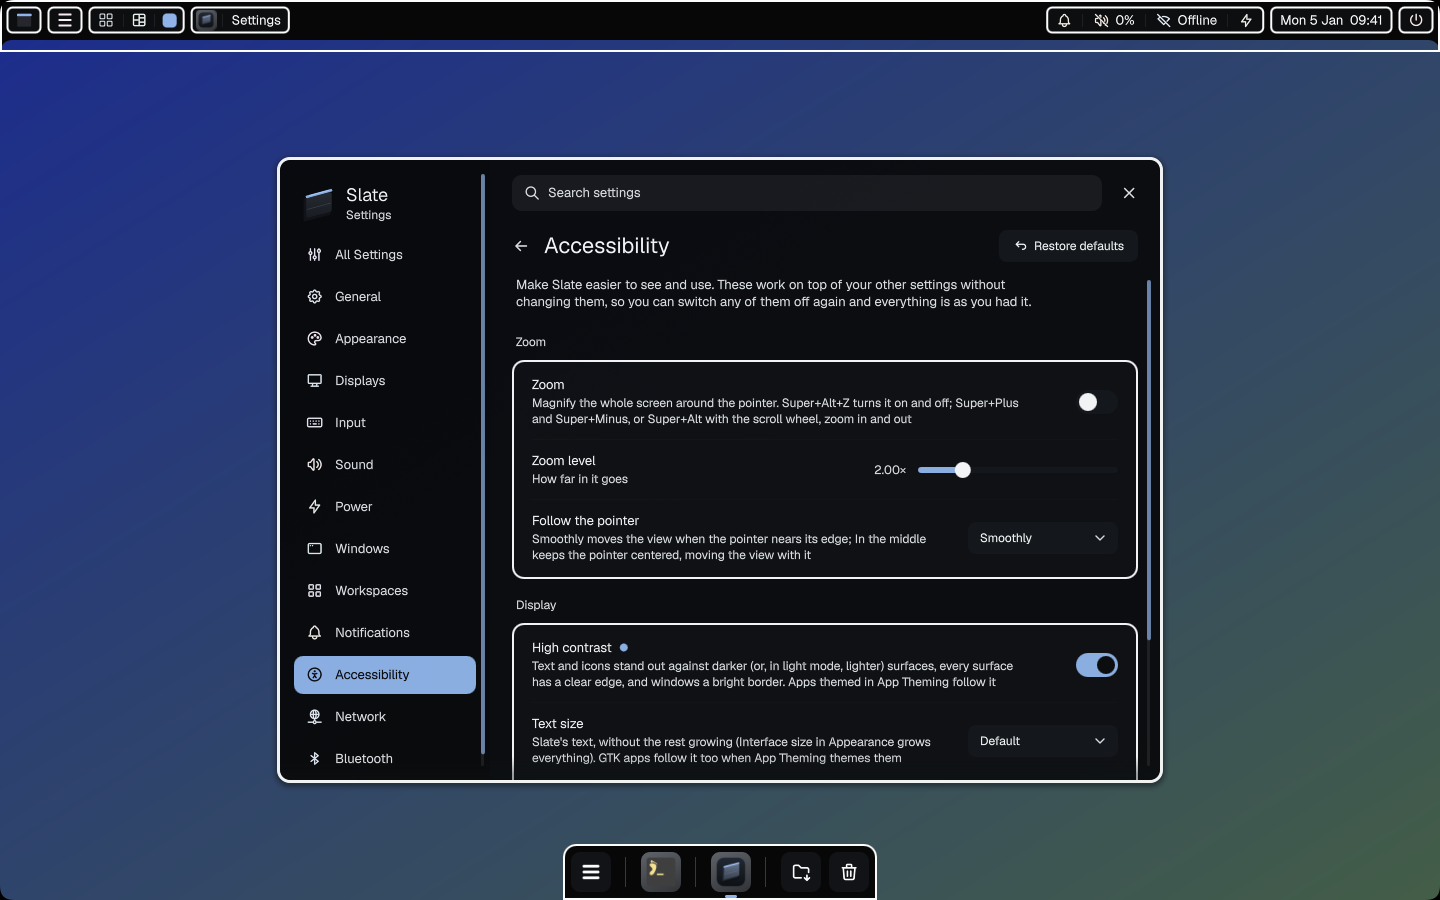 Settings
0%
Offline
Mon 5 Jan 09:41
Slate
Settings
All Settings
General
Appearance
Displays
Input
Sound
Power
Windows
Workspaces
Notifications
Accessibility
Network
Bluetooth
Search settings
Accessibility
Restore defaults
Make Slate easier to see and use. These work on top of your other settings without
changing them, so you can switch any of them off again and everything is as you had it.
Zoom
Zoom
Magnify the whole screen around the pointer. Super+Alt+Z turns it on and off; Super+Plus
and Super+Minus, or Super+Alt with the scroll wheel, zoom in and out
Zoom level
How far in it goes
2.00×
Follow the pointer
Smoothly moves the view when the pointer nears its edge; In the middle
keeps the pointer centered, moving the view with it
Smoothly
Display
High contrast
Text and icons stand out against darker (or, in light mode, lighter) surfaces, every surface
has a clear edge, and windows a bright border. Apps themed in App Theming follow it
Text size
Slate's text, without the rest growing (Interface size in Appearance grows
everything). GTK apps follow it too when App Theming themes them
Default